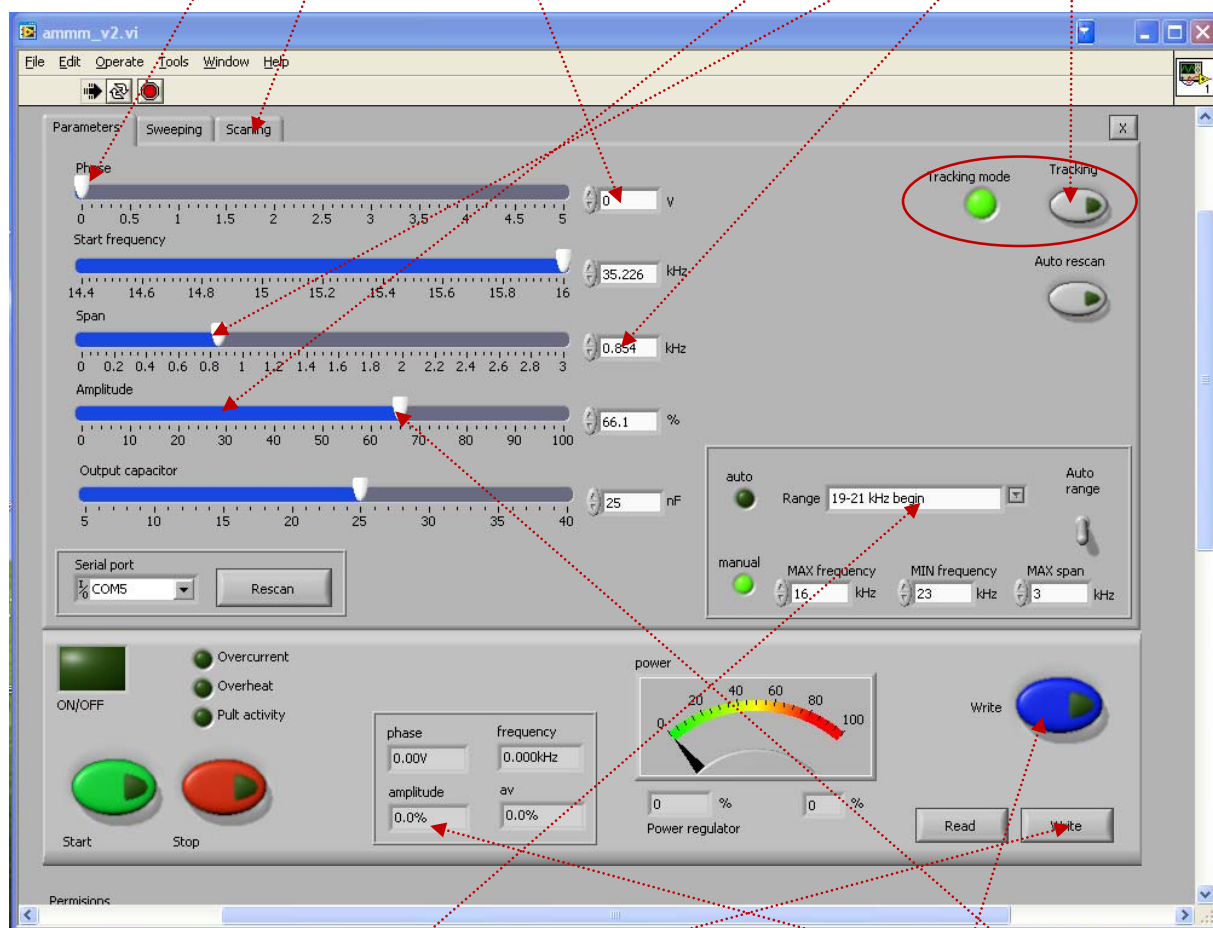 ammm_v2.vi
File Edit Operate Tools Window Help
1
Parameters Sweeping Scaning X
Phase
0 0.5 1 1.5 2 2.5 3 3,5 4 4.5 5
0 V
Tracking mode Tracking
Start frequency
14.4 14.6 14.8 15 15.2 15.4 15.6 15.8 16
35.226 kHz
Auto rescan
Span
0 0.2 0.4 0.6 0.8 1 1.2 1.4 1.6 1.8 2 2.2 2.4 2.6 2.8 3
0.854 kHz
Amplitude
0 10 20 30 40 50 60 70 80 90 100
66.1 %
Output capacitor
5 10 15 20 25 30 35 40
25 nF
auto Range 19-21 kHz begin
Auto
range
manual
MAX frequency MIN frequency MAX span
16 kHz 23 kHz 3 kHz
Serial port
I/0 COM5 Rescan
ON/OFF
Overcurrent
Overheat
Pult activity
Start Stop
phase frequency
0.00V 0.000kHz
amplitude av
0.0% 0.0%
power
0 20 40 60 80 100
0 % 0 %
Power regulator
Write
Read Write
Permisions